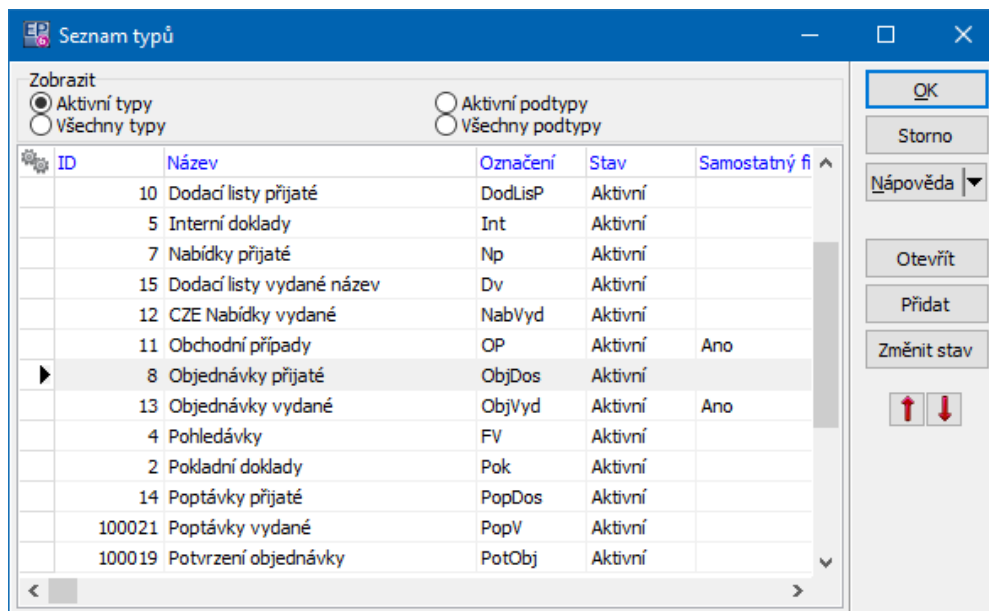 Seznam typů
Zobrazit
Aktivní typy Aktivní podtypy
Všechny typy Všechny podtypy
ID Název Označení Stav Samostatný fi
10 Dodací listy přijaté DodLisP Aktivní
5 Interní doklady Int Aktivní
7 Nabídky přijaté Np Aktivní
15 Dodací listy vydané název Dv Aktivní
12 CZE Nabídky vydané NabVyd Aktivní
11 Obchodní případy OP Aktivní Ano
8 Objednávky přijaté ObjDos Aktivní
13 Objednávky vydané ObjVyd Aktivní Ano
4 Pohledávky FV Aktivní
2 Pokladní doklady Pok Aktivní
14 Poptávky přijaté PopDos Aktivní
100021 Poptávky vydané PopV Aktivní
100019 Potvrzení objednávky PotObj Aktivní
OK
Storno
Nápověda
Otevřít
Přidat
Změnit stav